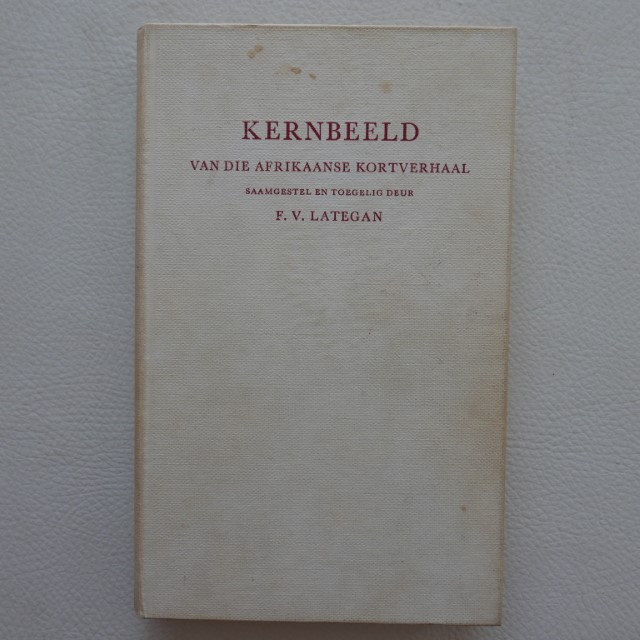 KERNBEELD
VAN DIE AFRIKAANSE KORTVERHAAL
SAAMGESTEL EN TOEGELIG DEUR
F. V. LATEGAN